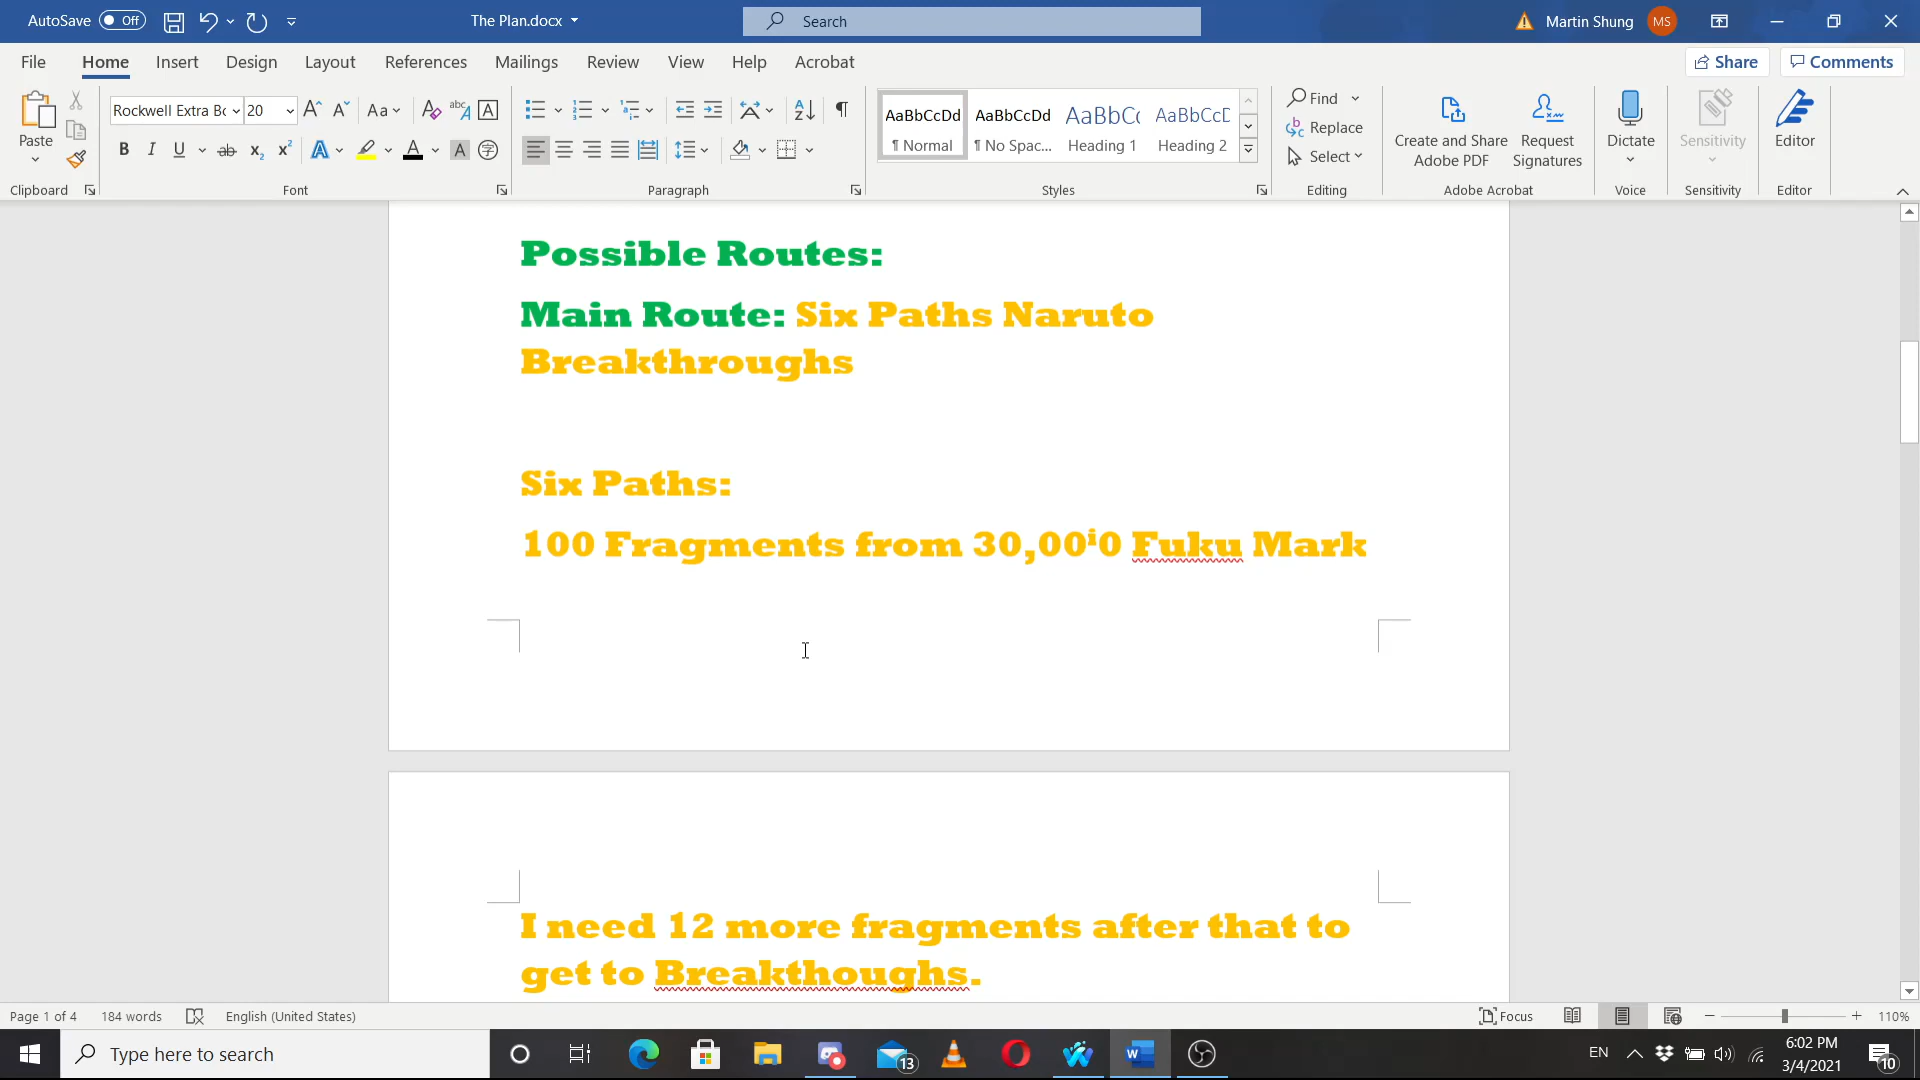 AutoSave Off The Plan.docx Search Martin Shung MS
File Home Insert Design Layout References Mailings Review View Help Acrobat Share Comments
Paste
Clipboard
Rockwell Extra Bc 20 Aa
Font
Paragraph
AaBbCcDd AaBbCcDd AaBbCc AaBbCcD
¶ Normal ¶ No Spac... Heading 1 Heading 2
Styles
Find
Replace
Select
Editing
Create and Share Adobe PDF
Request Signatures
Adobe Acrobat
Dictate
Voice
Sensitivity
Sensitivity
Editor
Editor
Possible Routes:
Main Route: Six Paths Naruto
Breakthroughs
Six Paths:
100 Fragments from 30,00ⁱ0 Fuku Mark
I need 12 more fragments after that to
get to Breakthoughs.
Page 1 of 4 184 words English (United States) Focus 110%
Type here to search 13 EN 6:02 PM
3/4/2021 10